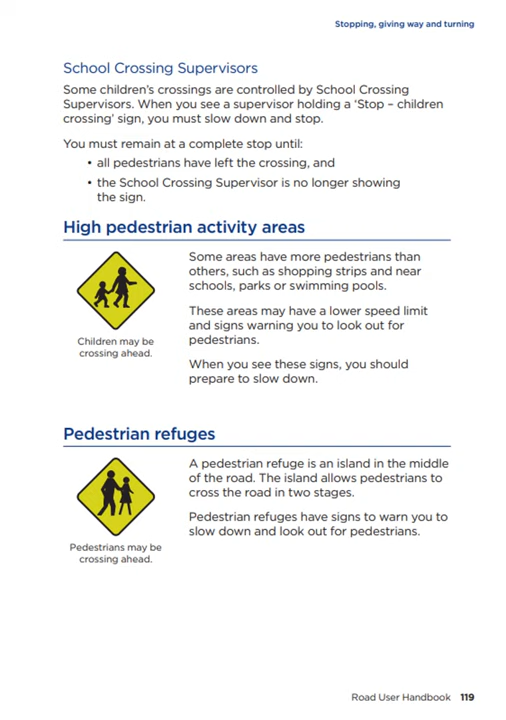 Stopping, giving way and turning
School Crossing Supervisors
Some children's crossings are controlled by School Crossing
Supervisors. When you see a supervisor holding a 'Stop – children
crossing' sign, you must slow down and stop.
You must remain at a complete stop until:
• all pedestrians have left the crossing, and
• the School Crossing Supervisor is no longer showing
the sign.
High pedestrian activity areas
Children may be
crossing ahead.
Some areas have more pedestrians than
others, such as shopping strips and near
schools, parks or swimming pools.
These areas may have a lower speed limit
and signs warning you to look out for
pedestrians.
When you see these signs, you should
prepare to slow down.
Pedestrian refuges
Pedestrians may be
crossing ahead.
A pedestrian refuge is an island in the middle
of the road. The island allows pedestrians to
cross the road in two stages.
Pedestrian refuges have signs to warn you to
slow down and look out for pedestrians.
Road User Handbook 119